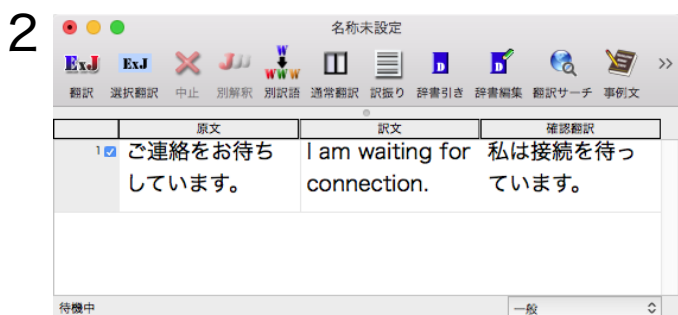 2
名称未設定
ExJ ExJ J W WWW D D
翻訳 選択翻訳 中止 別解釈 別訳語 通常翻訳 訳振り 辞書引き 辞書編集 翻訳サーチ 事例文
原文 訳文 確認翻訳
1 ご連絡をお待ち I am waiting for 私は接続を待っ
しています。 connection. ています。
待機中 一般